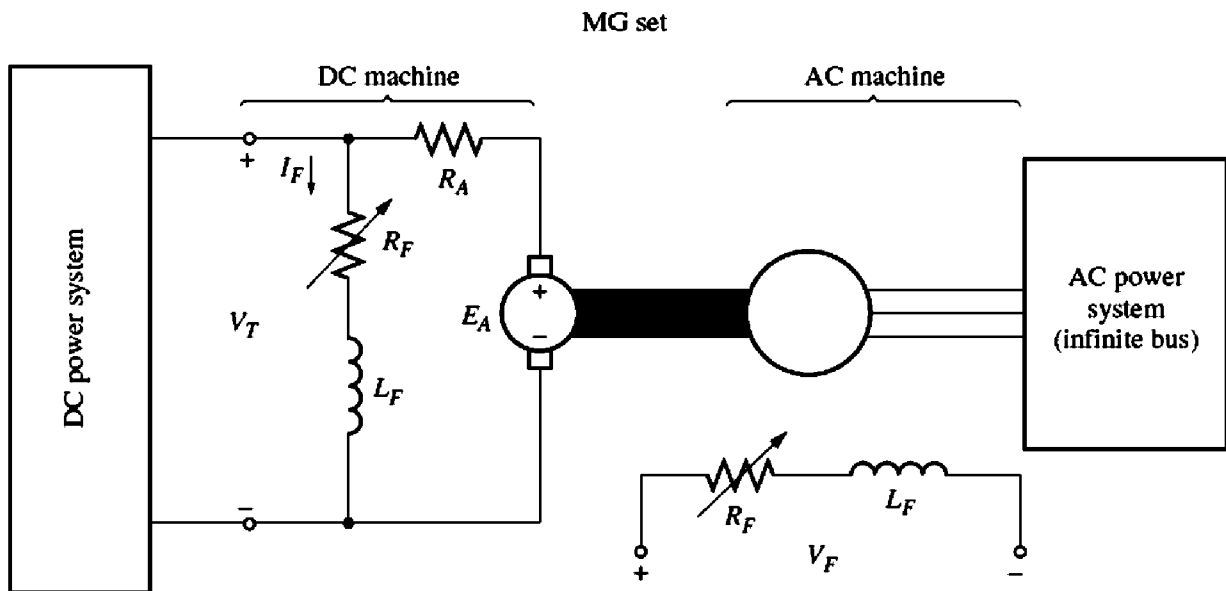 MG set
DC machine
AC machine
DC power system
+
I_F
R_A
R_F
V_T
E_A
+
−
L_F
−
AC power
system
(infinite bus)
R_F
L_F
+
V_F
−